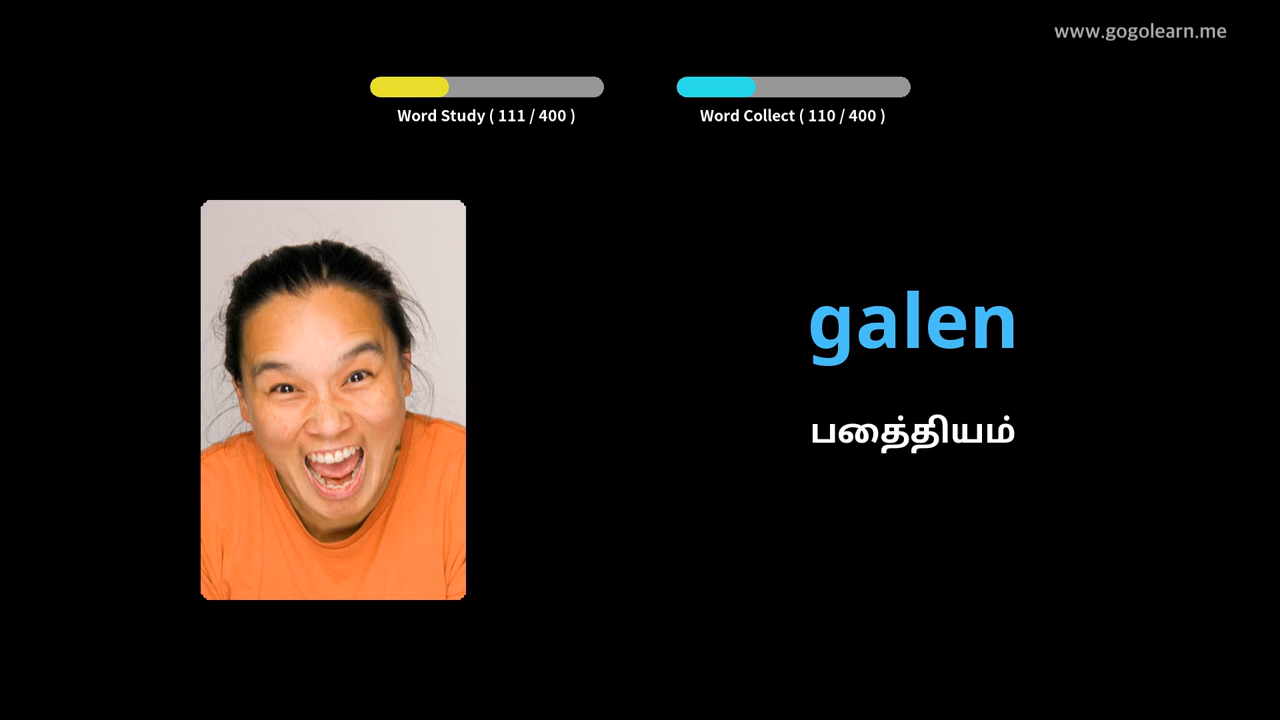 www.gogolearn.me
Word Study ( 111 / 400 )
Word Collect ( 110 / 400 )
galen
பைத்தியம்